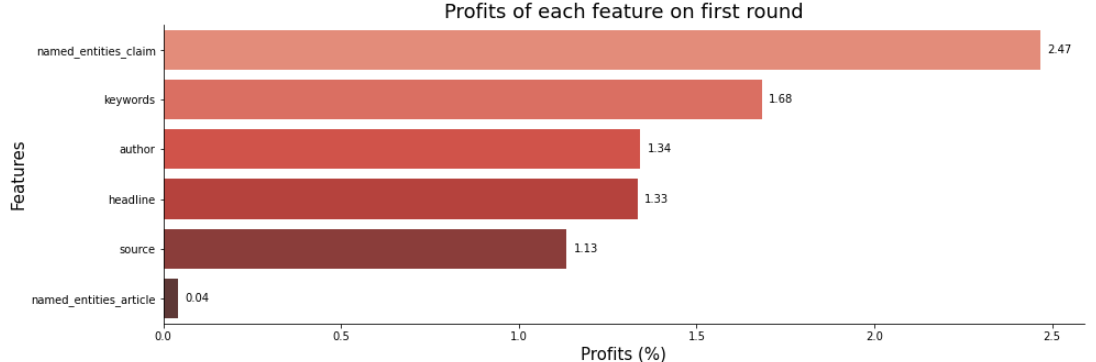 Profits of each feature on first round
named_entities_claim
2.47
keywords
1.68
author
1.34
headline
1.33
source
1.13
named_entities_article
0.04
Features
0.0 0.5 1.0 1.5 2.0 2.5
Profits (%)